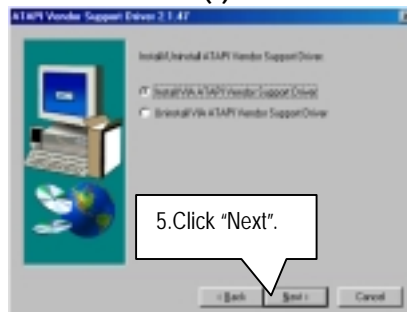 ATAPI Vendor Support Driver 2.1.47
Install/Uninstall ATAPI Vendor Support Driver.
Install VIA ATAPI Vendor Support Driver
Uninstall VIA ATAPI Vendor Support Driver
5.Click “Next”.
< Back
Next >
Cancel